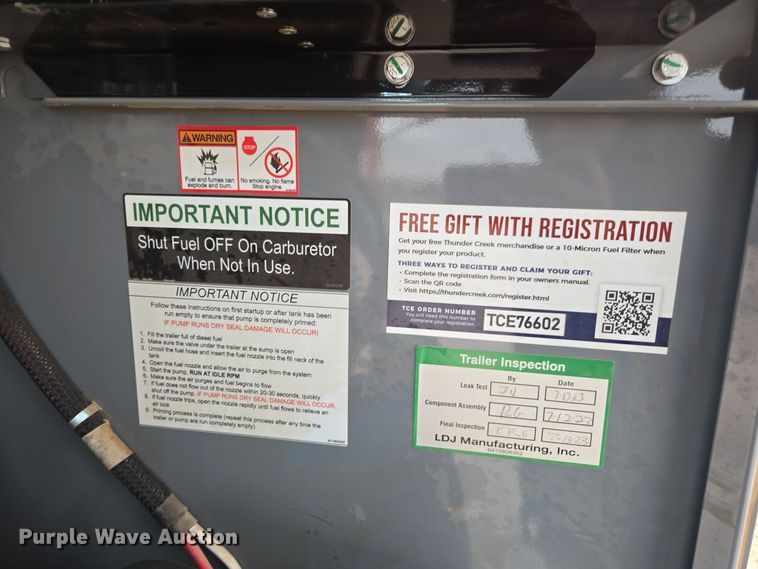 WARNING
STOP
Fuel and fumes can
explode and burn.
No smoking. No flame
Stop engine.
IMPORTANT NOTICE
Shut Fuel OFF On Carburetor
When Not In Use.
IMPORTANT NOTICE
Follow these instructions on first startup or after tank has been
run empty to ensure that pump is completely primed:
IF PUMP RUNS DRY SEAL DAMAGE WILL OCCUR!
1. Fill the trailer full of diesel fuel
2. Make sure the valve under the trailer at the sump is open
3. Uncoil the fuel hose and insert the fuel nozzle into the fill neck of the
tank
4. Open the fuel nozzle and allow the air to purge from the system
5. Start the pump. RUN AT IDLE RPM
6. Make sure the air purges and fuel begins to flow
7. If fuel does not flow out of the nozzle within 20-30 seconds, quickly
shut off the pump. IF PUMP RUNS DRY SEAL DAMAGE WILL OCCUR.
8. If fuel nozzle trips, open the nozzle rapidly until fuel flows to relieve an
air lock
9. Priming process is complete (repeat this process after any time the
trailer or pump are run completely empty)
FREE GIFT WITH REGISTRATION
Get your free Thunder Creek merchandise or a 10-Micron Fuel Filter when
you register your product.
THREE WAYS TO REGISTER AND CLAIM YOUR GIFT:
• Complete the registration form in your owners manual.
• Scan the QR code
• Visit https://thundercreek.com/register.html
TCE ORDER NUMBER
You will need this number to
complete your registration
TCE76602
Trailer Inspection
By Date
Leak Test JW
Component Assembly RG 7-12-23
Final Inspection KRE 7-13-23
LDJ Manufacturing, Inc.
6410808352
Purple Wave Auction